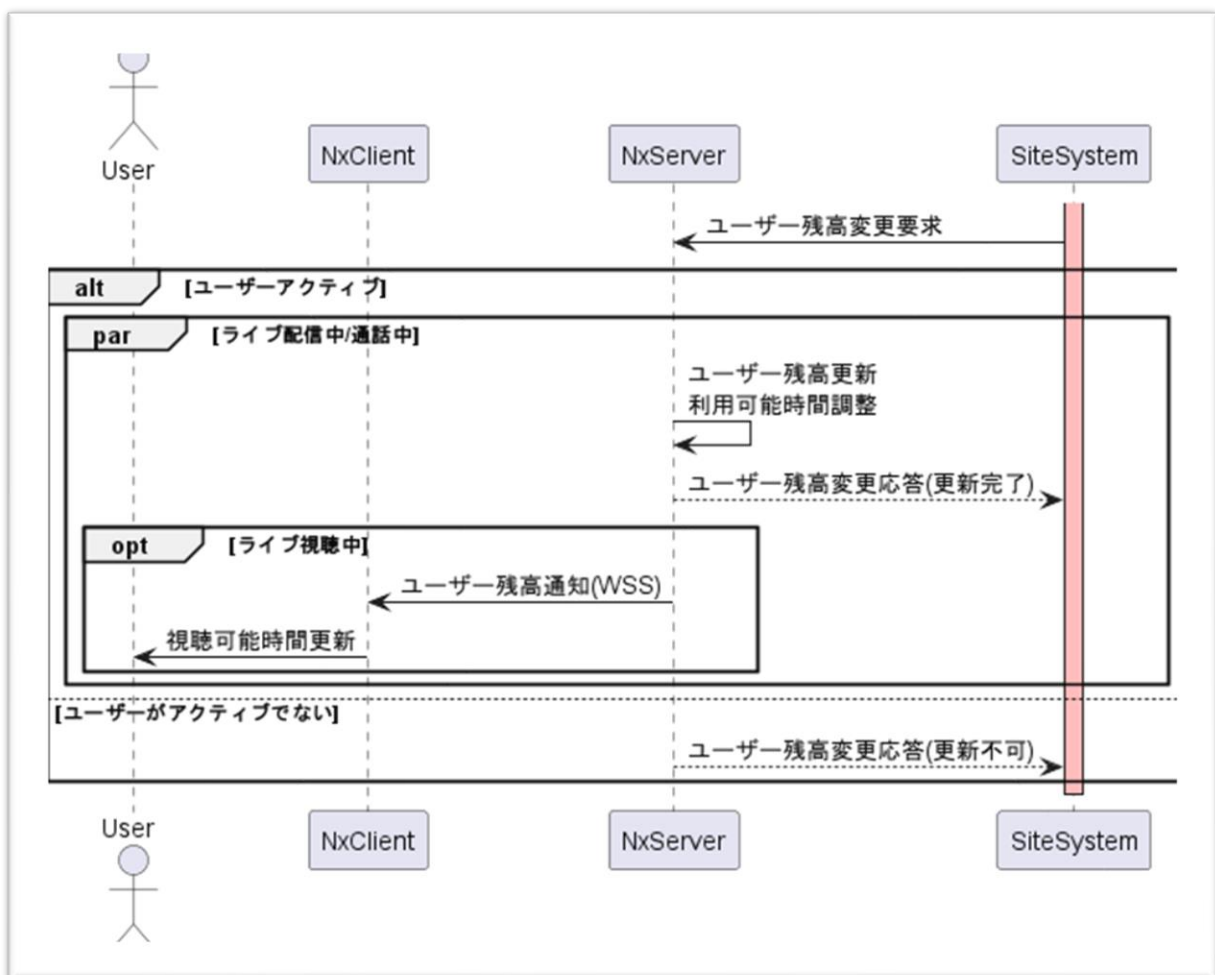 User
NxClient
NxServer
SiteSystem
ユーザー残高変更要求
alt
[ユーザーアクティブ]
par
[ライブ配信中/通話中]
ユーザー残高更新
利用可能時間調整
ユーザー残高変更応答(更新完了)
opt
[ライブ視聴中]
ユーザー残高通知(WSS)
視聴可能時間更新
[ユーザーがアクティブでない]
ユーザー残高変更応答(更新不可)
User
NxClient
NxServer
SiteSystem